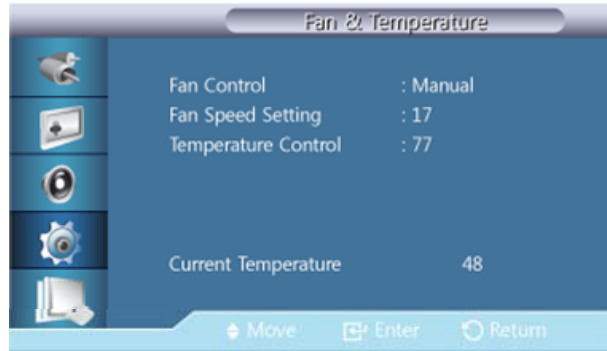 Fan & Temperature
Fan Control : Manual
Fan Speed Setting : 17
Temperature Control : 77
Current Temperature 48
Move Enter Return